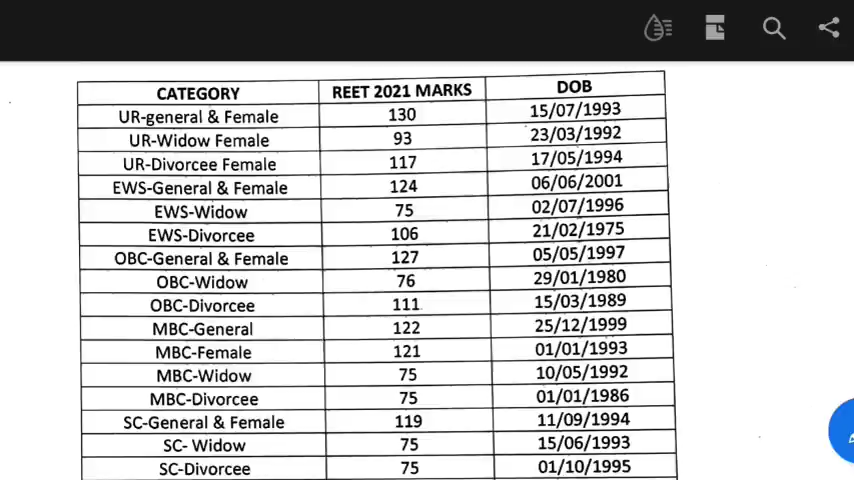 CATEGORY REET 2021 MARKS DOB
UR-general & Female 130 15/07/1993
UR-Widow Female 93 23/03/1992
UR-Divorcee Female 117 17/05/1994
EWS-General & Female 124 06/06/2001
EWS-Widow 75 02/07/1996
EWS-Divorcee 106 21/02/1975
OBC-General & Female 127 05/05/1997
OBC-Widow 76 29/01/1980
OBC-Divorcee 111 15/03/1989
MBC-General 122 25/12/1999
MBC-Female 121 01/01/1993
MBC-Widow 75 10/05/1992
MBC-Divorcee 75 01/01/1986
SC-General & Female 119 11/09/1994
SC- Widow 75 15/06/1993
SC-Divorcee 75 01/10/1995